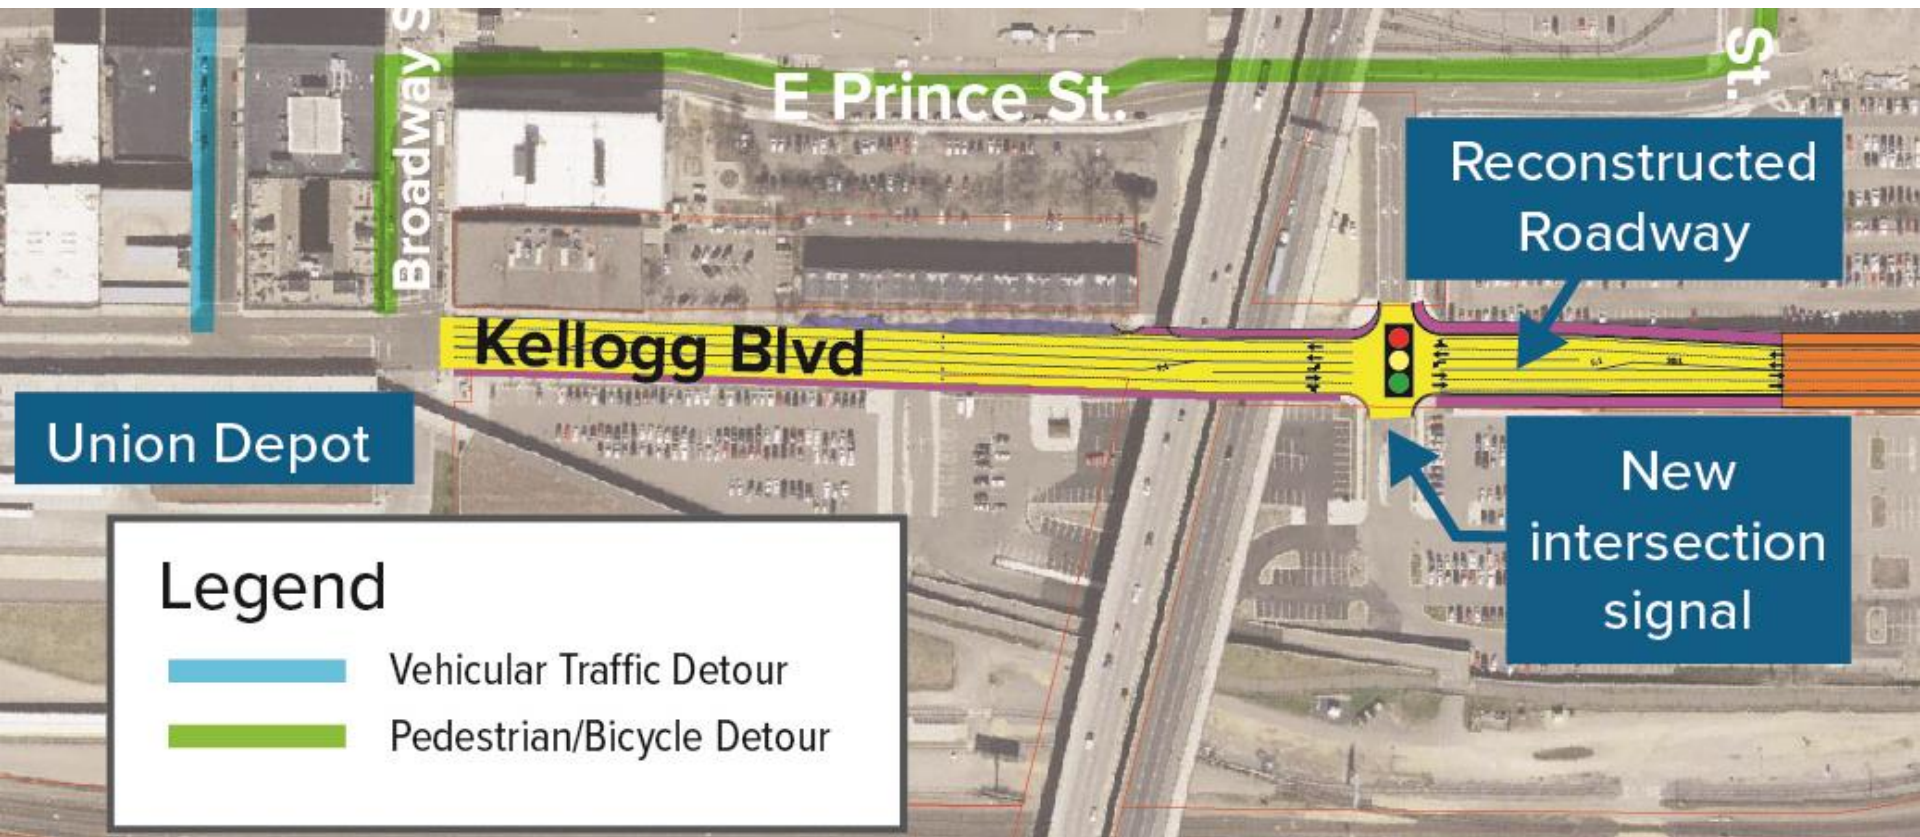 Broadway S
E Prince St.
St.
Reconstructed
Roadway
Kellogg Blvd
Union Depot
New
intersection
signal
Legend
Vehicular Traffic Detour
Pedestrian/Bicycle Detour